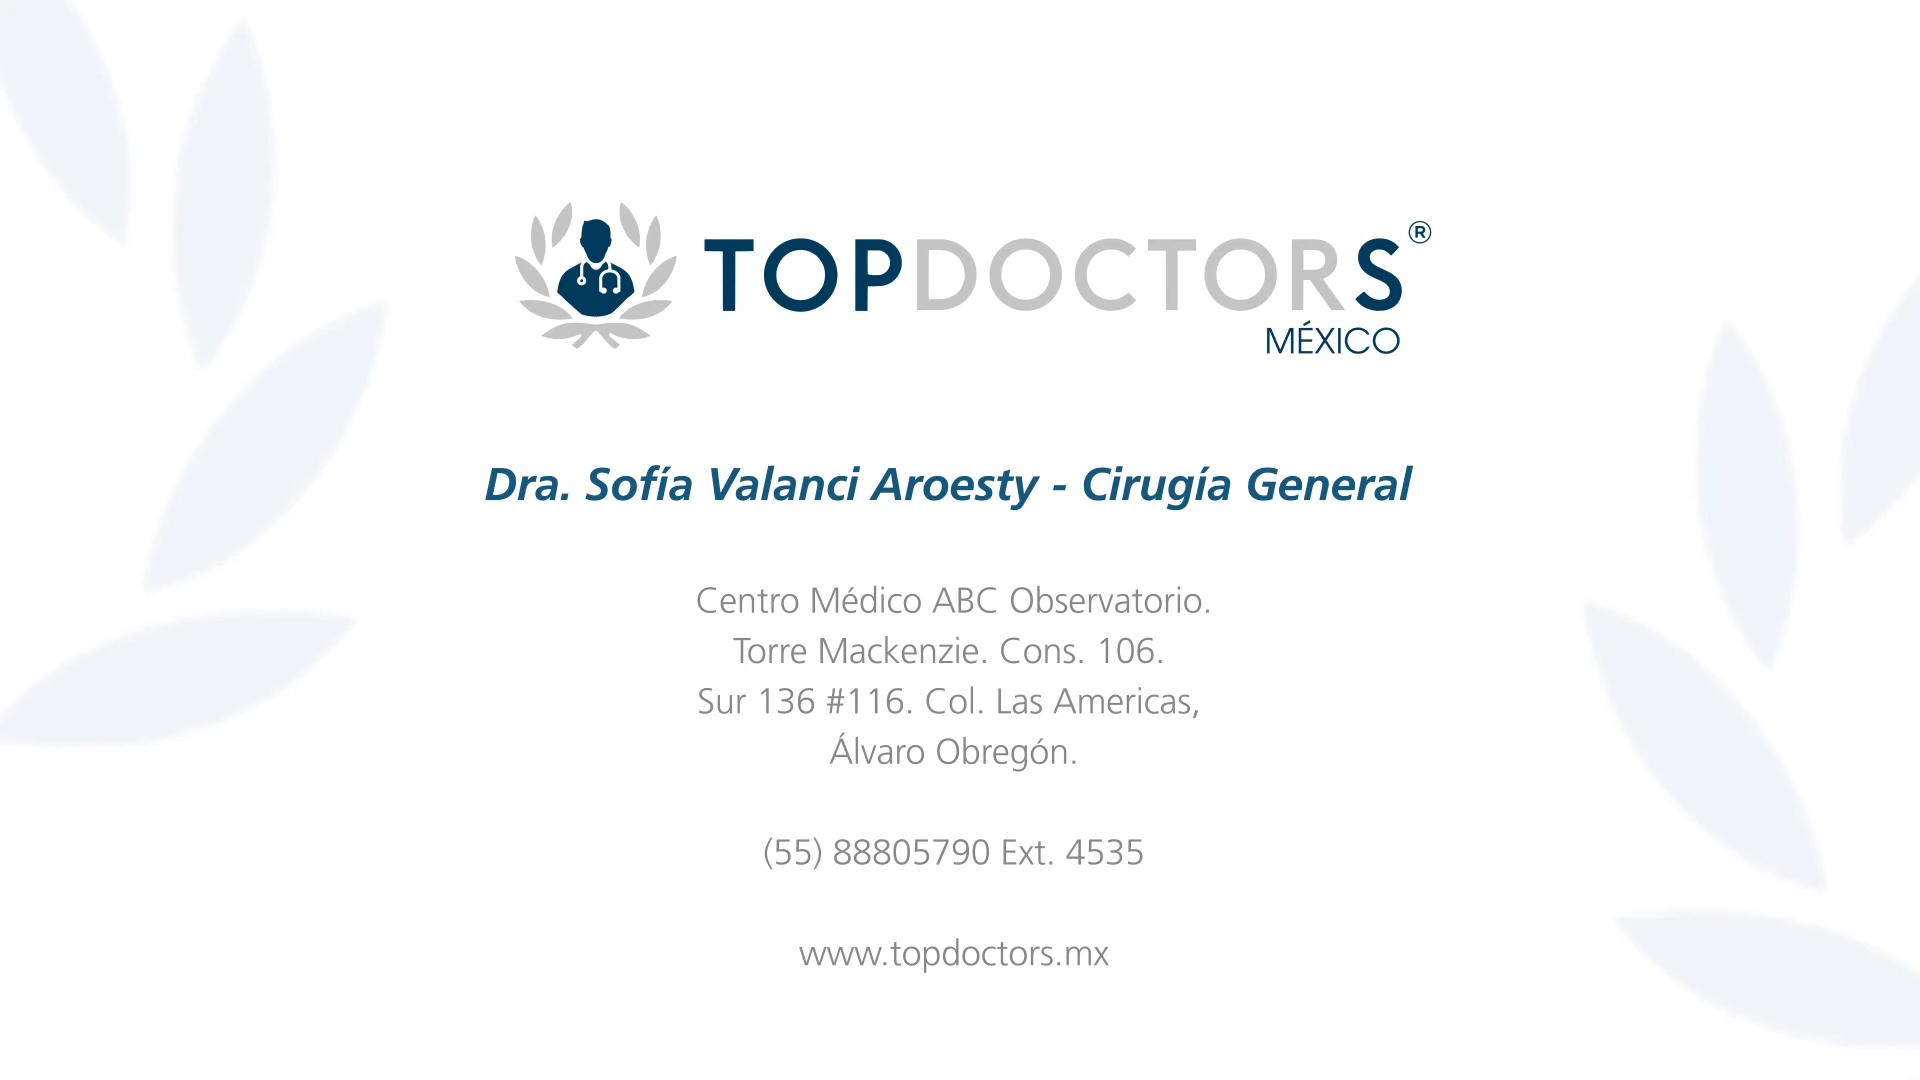 TOPDOCTORS®
MÉXICO
Dra. Sofía Valanci Aroesty - Cirugía General
Centro Médico ABC Observatorio.
Torre Mackenzie. Cons. 106.
Sur 136 #116. Col. Las Americas,
Álvaro Obregón.
(55) 88805790 Ext. 4535
www.topdoctors.mx